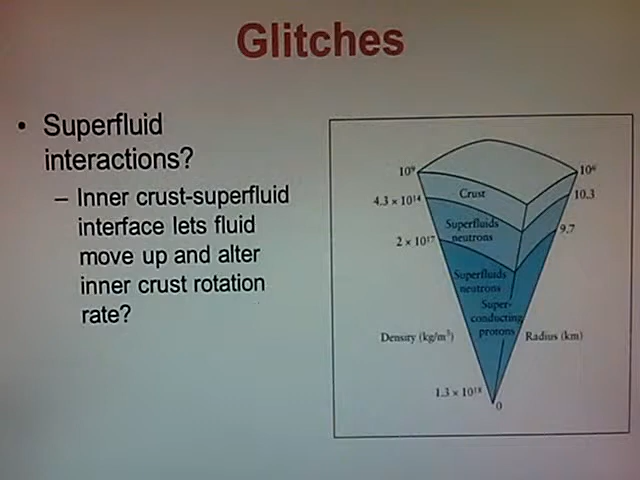 Glitches
• Superfluid
interactions?
– Inner crust-superfluid
interface lets fluid
move up and alter
inner crust rotation
rate?
10⁹
10⁶
Crust
4.3 × 10¹⁴
10.3
Superfluids
neutrons
2 × 10¹⁷
9.7
Superfluids
neutrons
Super-
conducting
protons
Density (kg/m³)
Radius (km)
1.3 × 10¹⁸
0